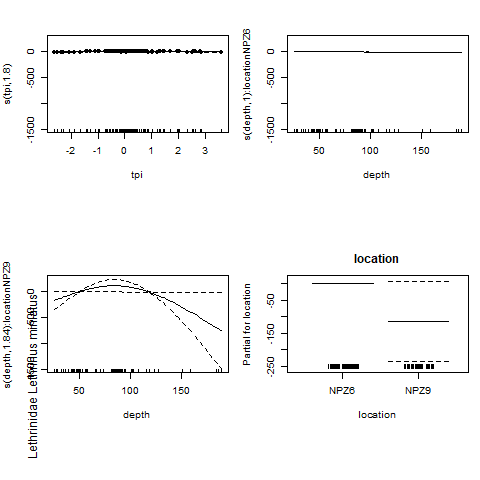 s(tpi,1.8)
0
-500
-1500
-2 -1 0 1 2 3
tpi
s(depth,1):locationNPZ6
0
-500
-1500
50 100 150
depth
s(depth,1.84):locationNPZ9
0
50 100 150
depth
Lethrinidae Lethrinus miniatus
location
Partial for location
-50
-150
-250
NPZ6 NPZ9
location